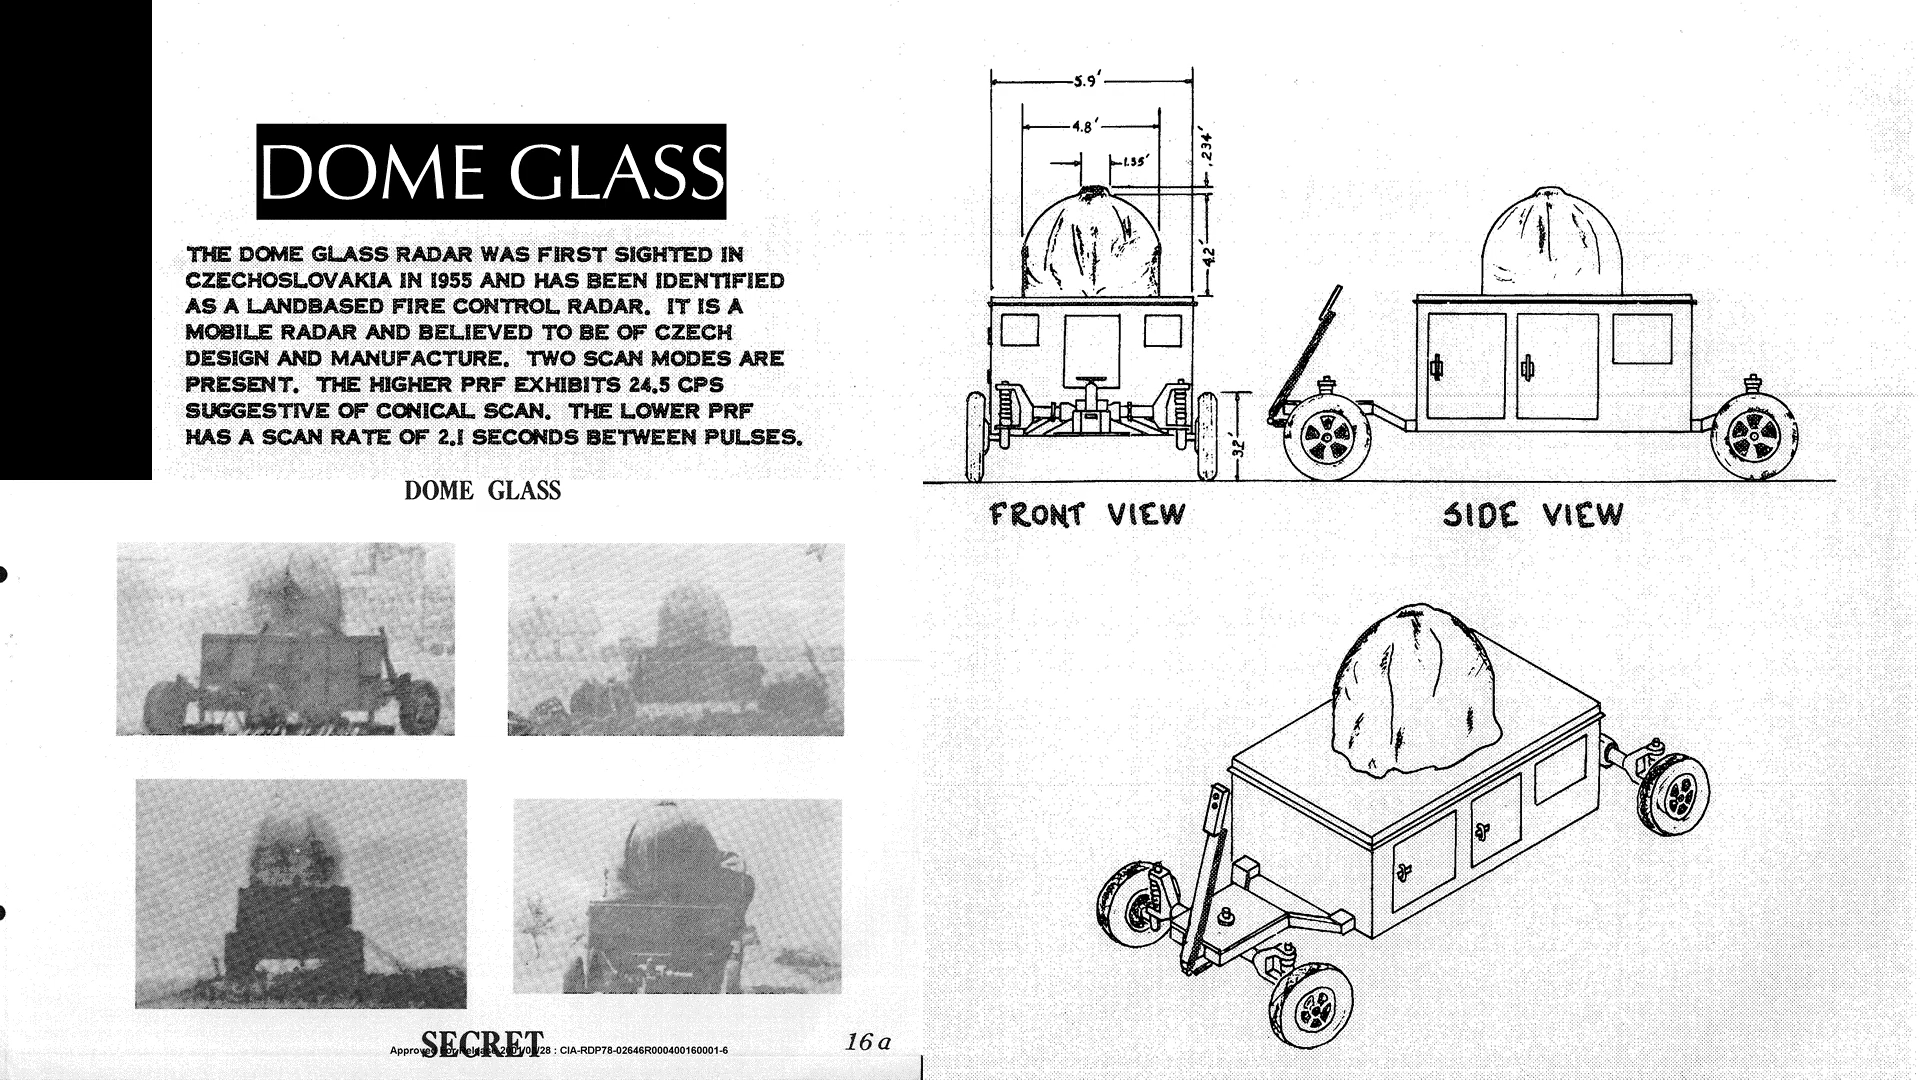 DOME GLASS
THE DOME GLASS RADAR WAS FIRST SIGHTED IN
CZECHOSLOVAKIA IN 1955 AND HAS BEEN IDENTIFIED
AS A LANDBASED FIRE CONTROL RADAR. IT IS A
MOBILE RADAR AND BELIEVED TO BE OF CZECH
DESIGN AND MANUFACTURE. TWO SCAN MODES ARE
PRESENT. THE HIGHER PRF EXHIBITS 24.5 CPS
SUGGESTIVE OF CONICAL SCAN. THE LOWER PRF
HAS A SCAN RATE OF 2.1 SECONDS BETWEEN PULSES.
DOME GLASS
SECRET
Approved For Release : CIA-RDP78-02646R000400160001-6
16a
5.9'
4.8'
1.35'
.234'
4.2'
3.2'
FRONT VIEW
SIDE VIEW